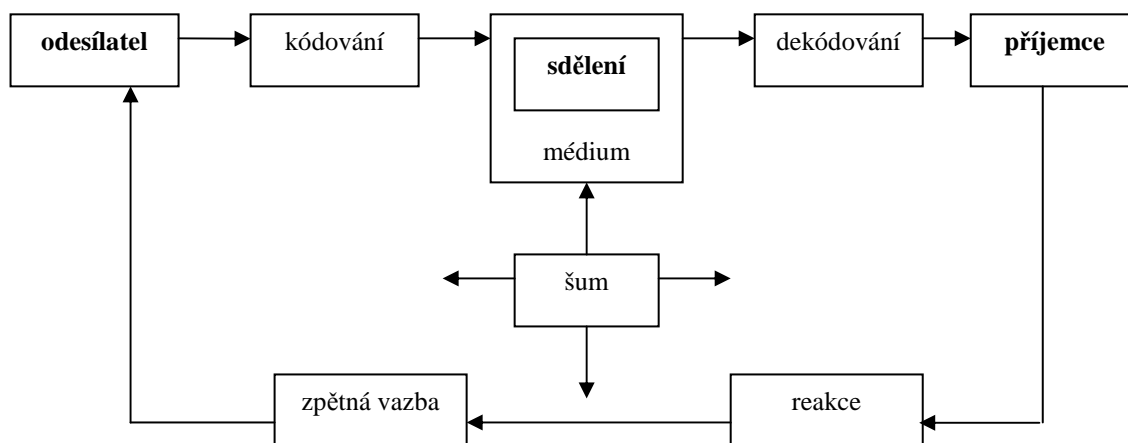 odesílatel
kódování
sdělení
médium
dekódování
příjemce
šum
zpětná vazba
reakce